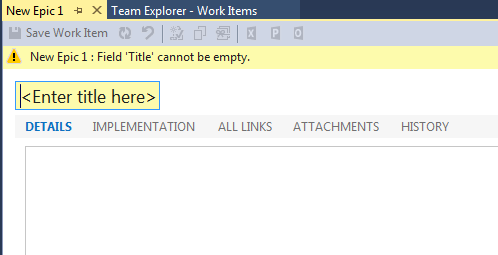 New Epic 1 Team Explorer - Work Items
Save Work Item
New Epic 1 : Field 'Title' cannot be empty.
<Enter title here>
DETAILS IMPLEMENTATION ALL LINKS ATTACHMENTS HISTORY